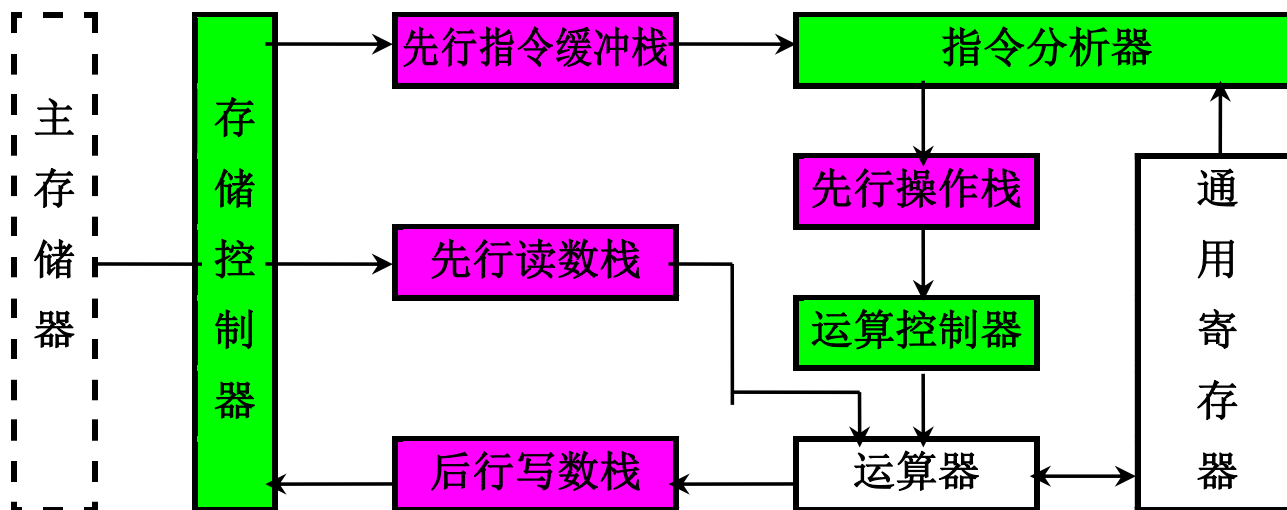 主存储器
存储控制器
先行指令缓冲栈
指令分析器
先行操作栈
通用寄存器
先行读数栈
运算控制器
后行写数栈
运算器